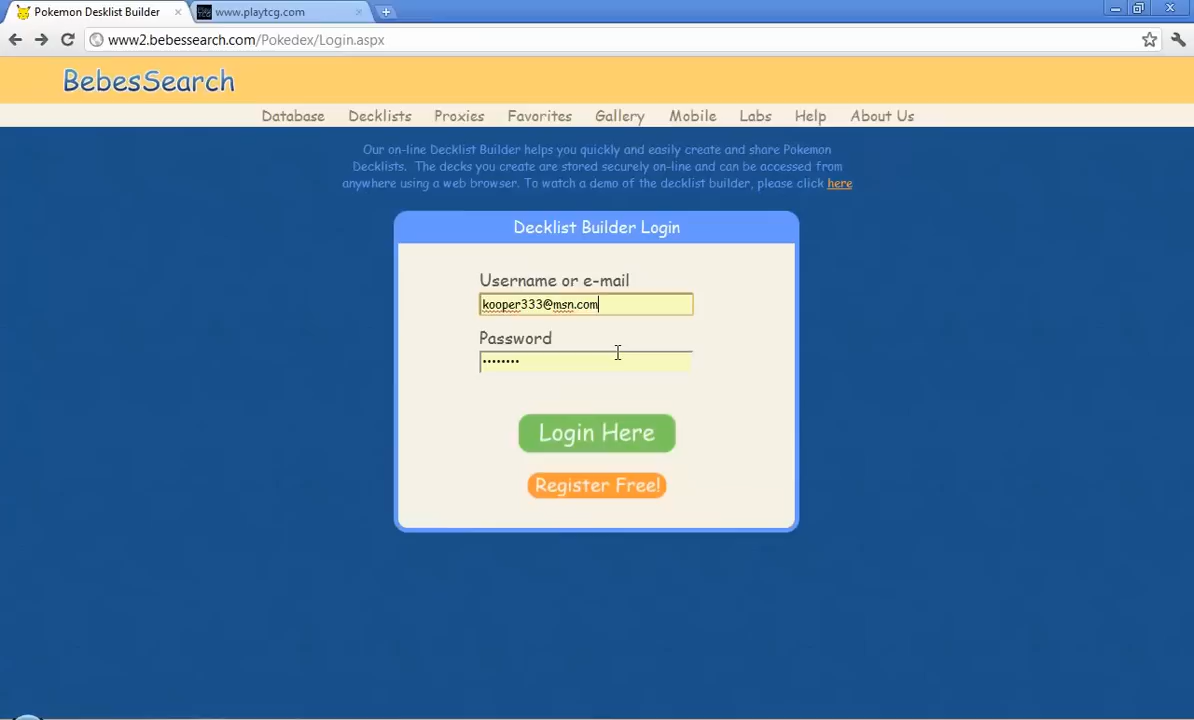 Pokemon Desklist Builder
www.playtcg.com
www2.bebessearch.com/Pokedex/Login.aspx
BebesSearch
Database Decklists Proxies Favorites Gallery Mobile Labs Help About Us
Our on-line Decklist Builder helps you quickly and easily create and share Pokemon
Decklists. The decks you create are stored securely on-line and can be accessed from
anywhere using a web browser. To watch a demo of the decklist builder, please click here
Decklist Builder Login
Username or e-mail
kooper333@msn.com
Password
••••••••
Login Here
Register Free!